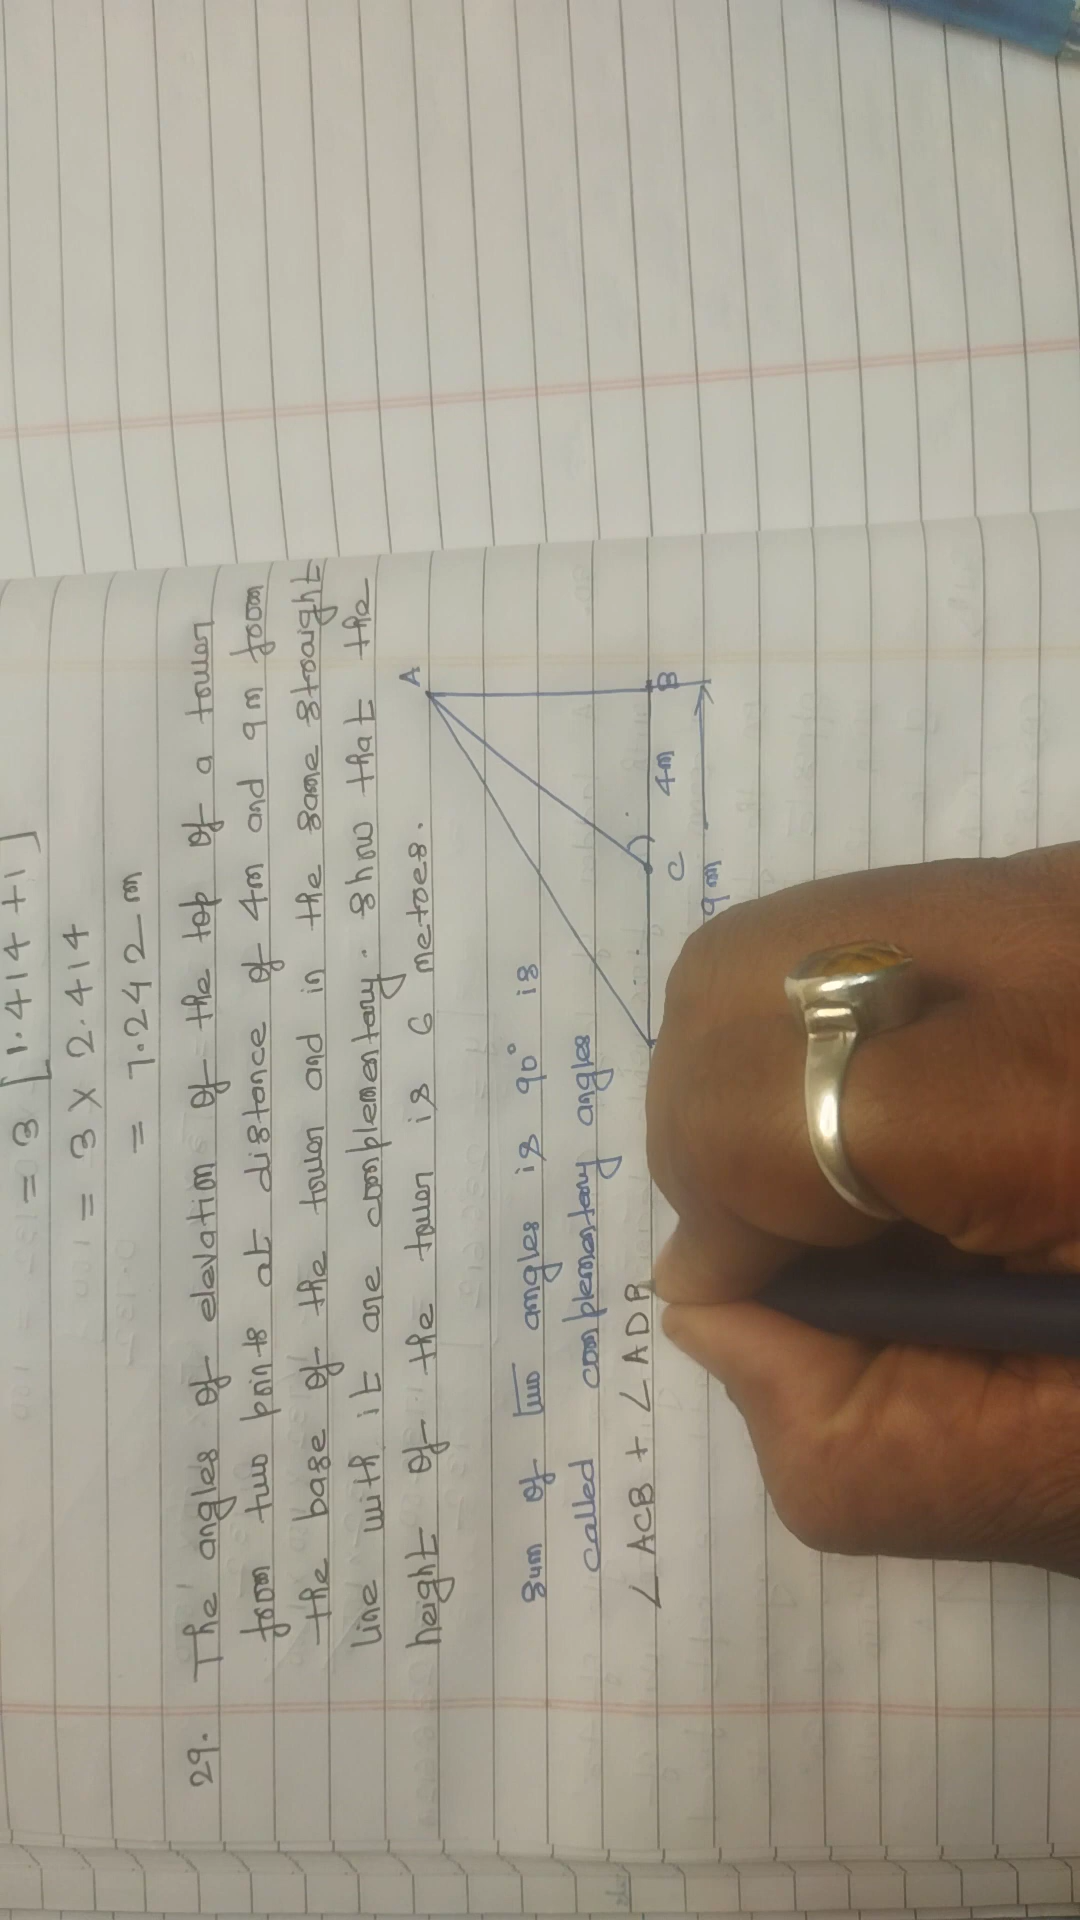 = 3 [1.414 + 1]
= 3 × 2.414
= 7.242 m
29. The angles of elevation of the top of a tower
from two points at distance of 4m and 9m from
the base of the tower and in the same straight
line with it are complementary. show that the
height of the tower is 6 metres.
A
sum of two angles is 90° is
called complementary angles
C 4m B
9m
∠ACB + ∠ADB